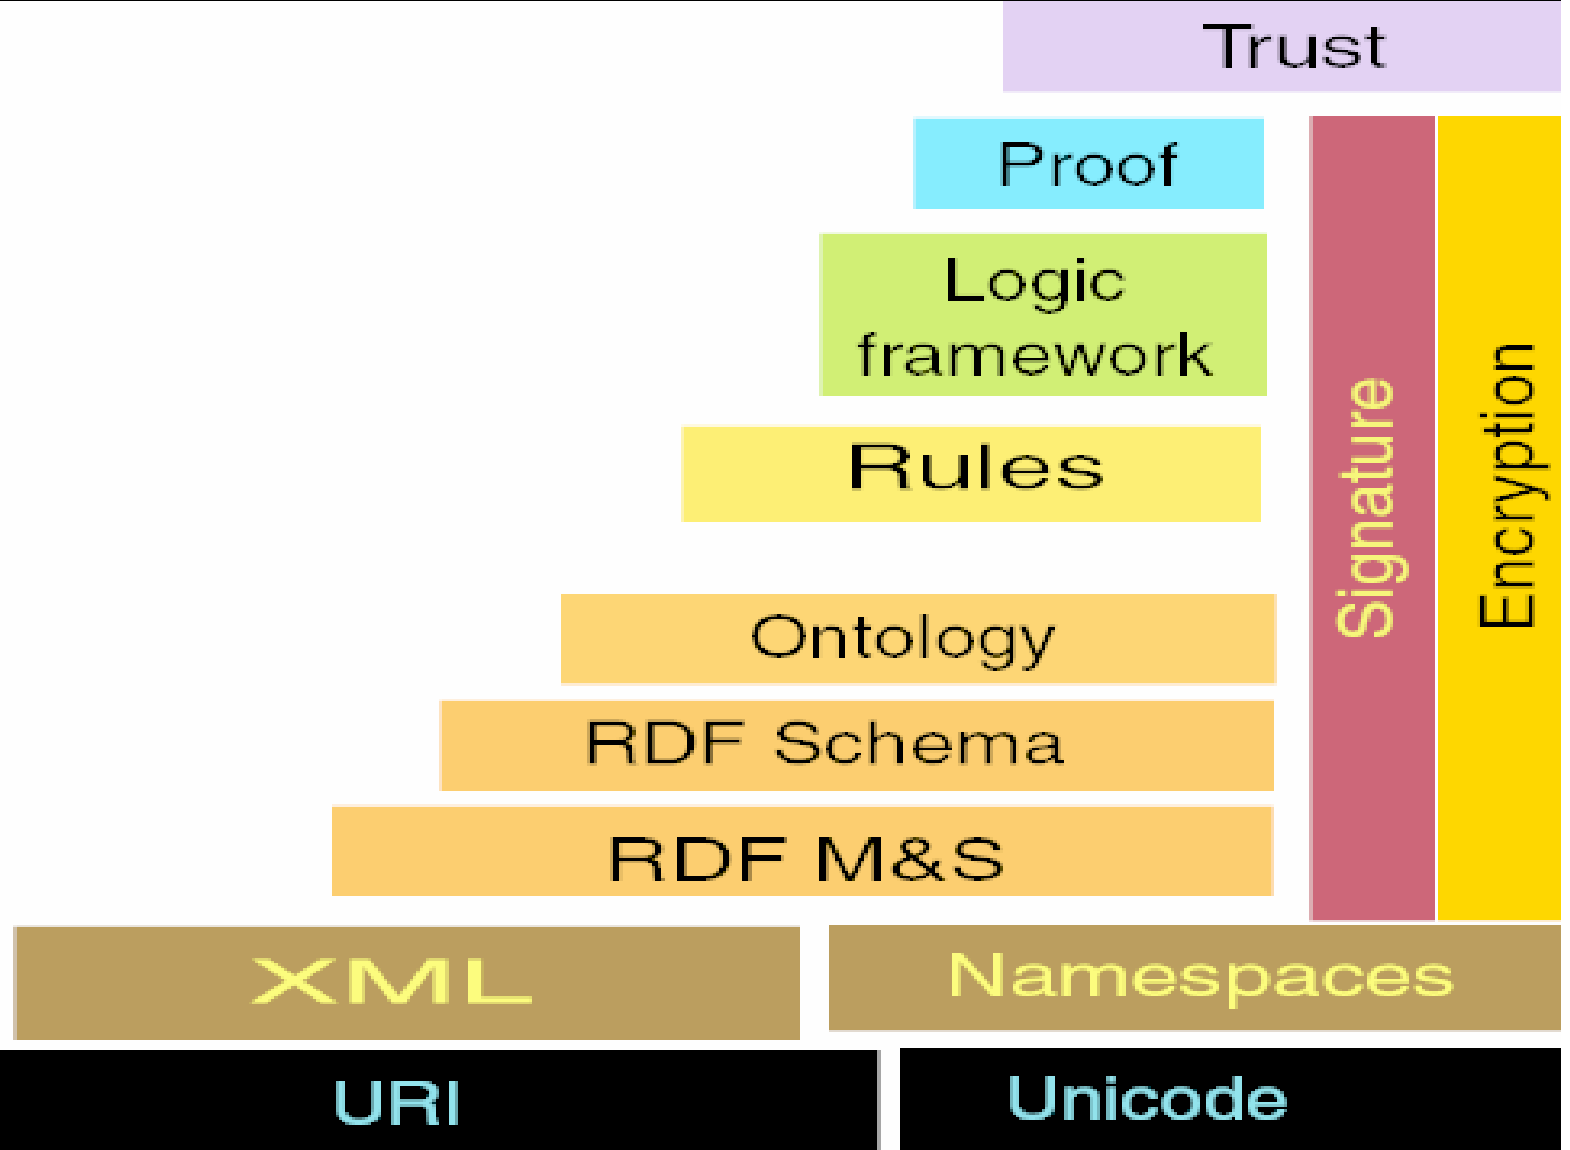 Trust
Proof
Logic
framework
Rules
Ontology
RDF Schema
RDF M&S
Signature
Encryption
XML
Namespaces
URI
Unicode